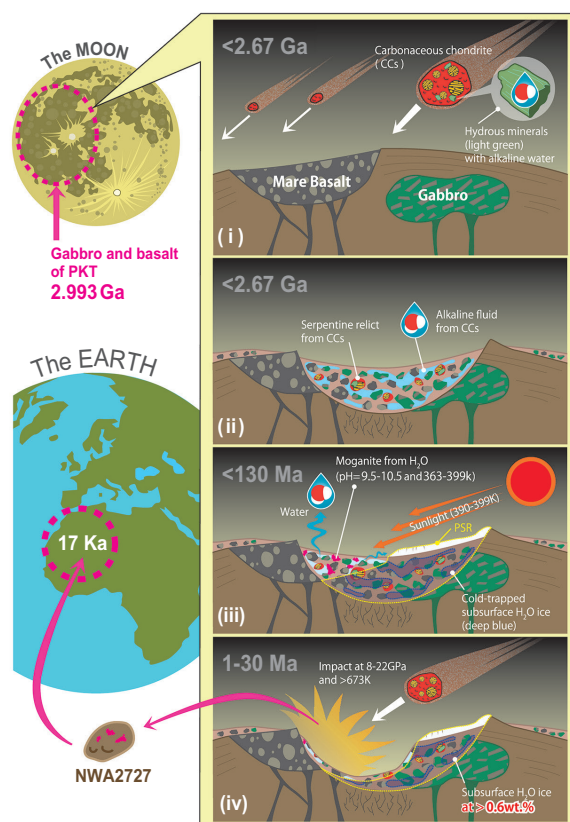 The MOON
Gabbro and basalt
of PKT
2.993 Ga
The EARTH
17 Ka
NWA2727
<2.67 Ga
Carbonaceous chondrite
(CCs)
Hydrous minerals
(light green)
with alkaline water
Mare Basalt
Gabbro
(i)
<2.67 Ga
Serpentine relict
from CCs
Alkaline fluid
from CCs
(ii)
<130 Ma
Moganite from H₂O
(pH=9.5-10.5 and 363-399k)
Water
Sunlight (390-399K)
PSR
Cold-trapped
subsurface H₂O ice
(deep blue)
(iii)
1-30 Ma
Impact at 8-22GPa
and >673K
Subsurface H₂O ice
at >0.6wt.%
(iv)